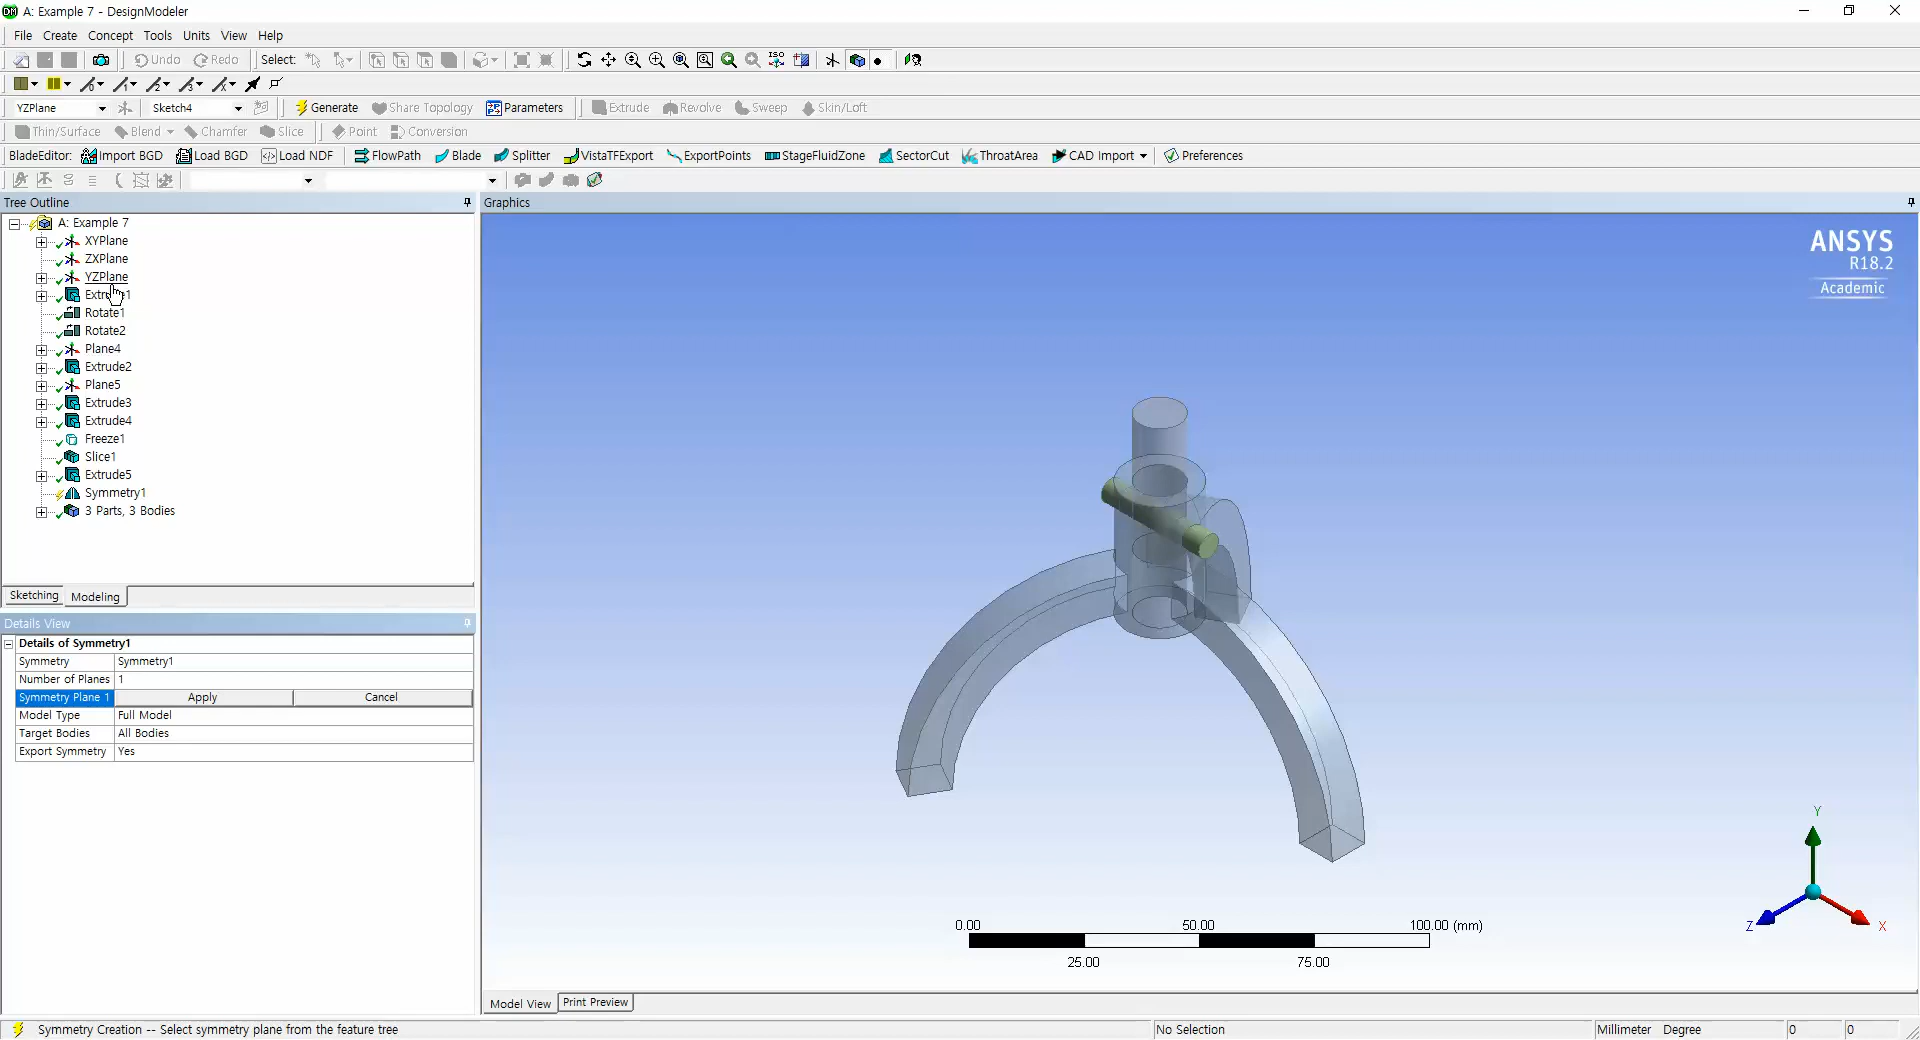 A: Example 7 - DesignModeler
File Create Concept Tools Units View Help
Undo Redo Select: ISO
YZPlane Sketch4 Generate Share Topology Parameters Extrude Revolve Sweep Skin/Loft
Thin/Surface Blend Chamfer Slice Point Conversion
BladeEditor: Import BGD Load BGD Load NDF FlowPath Blade Splitter VistaTFExport ExportPoints StageFluidZone SectorCut ThroatArea CAD Import Preferences
Tree Outline
Graphics
A: Example 7
XYPlane
ZXPlane
YZPlane
Extrude1
Rotate1
Rotate2
Plane4
Extrude2
Plane5
Extrude3
Extrude4
Freeze1
Slice1
Extrude5
Symmetry1
3 Parts, 3 Bodies
Sketching Modeling
Details View
Details of Symmetry1
Symmetry Symmetry1
Number of Planes 1
Symmetry Plane 1 Apply Cancel
Model Type Full Model
Target Bodies All Bodies
Export Symmetry Yes
ANSYS
R18.2
Academic
Y
Z
X
0.00 50.00 100.00 (mm)
25.00 75.00
Model View Print Preview
Symmetry Creation -- Select symmetry plane from the feature tree No Selection Millimeter Degree 0 0